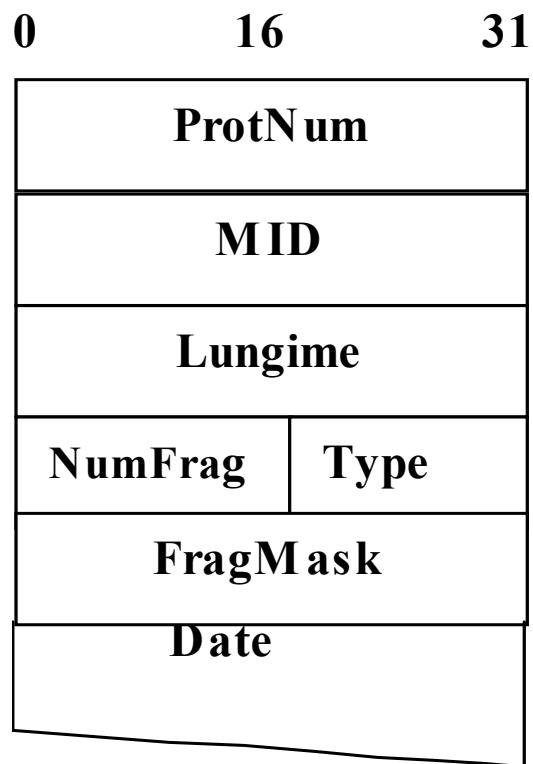 0 16 31
ProtNum
MID
Lungime
NumFrag Type
FragMask
Date